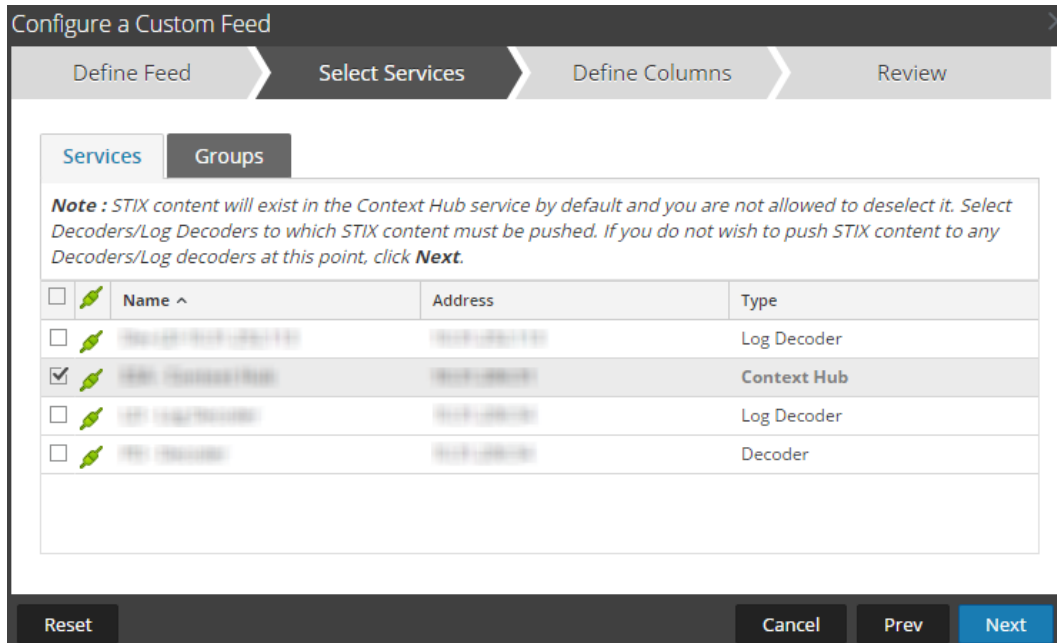 Configure a Custom Feed
Define Feed Select Services Define Columns Review
Services Groups
Note : STIX content will exist in the Context Hub service by default and you are not allowed to deselect it. Select
Decoders/Log Decoders to which STIX content must be pushed. If you do not wish to push STIX content to any
Decoders/Log decoders at this point, click Next.
Name Address Type
Log Decoder
Context Hub
Log Decoder
Decoder
Reset Cancel Prev Next